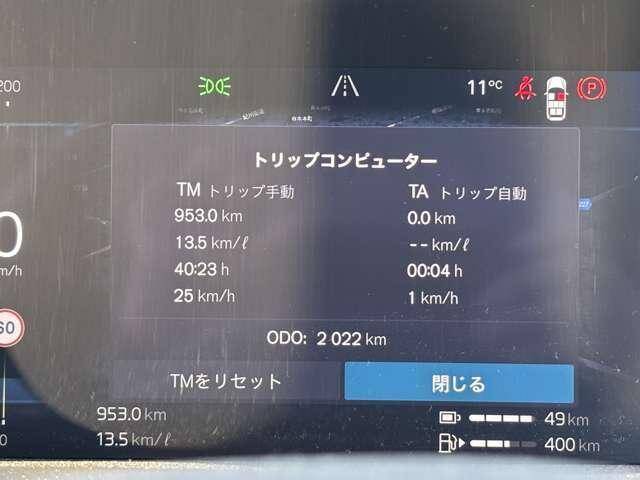 200
11°C
P
トリップコンピューター
TM トリップ手動
TA トリップ自動
953.0 km
0.0 km
13.5 km/ℓ
-- km/ℓ
40:23 h
00:04 h
25 km/h
1 km/h
ODO: 2 022 km
TMをリセット
閉じる
0
m/h
60
953.0 km
49 km
13.5 km/ℓ
400 km